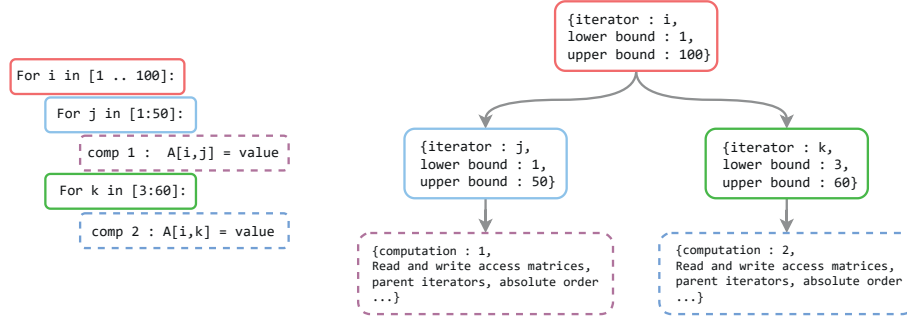 For i in [1 .. 100]:
For j in [1:50]:
comp 1 :  A[i,j] = value
For k in [3:60]:
comp 2 : A[i,k] = value
{iterator : i,
lower bound : 1,
upper bound : 100}
{iterator : j,
lower bound : 1,
upper bound : 50}
{iterator : k,
lower bound : 3,
upper bound : 60}
{computation : 1,
Read and write access matrices,
parent iterators, absolute order
...}
{computation : 2,
Read and write access matrices,
parent iterators, absolute order
...}